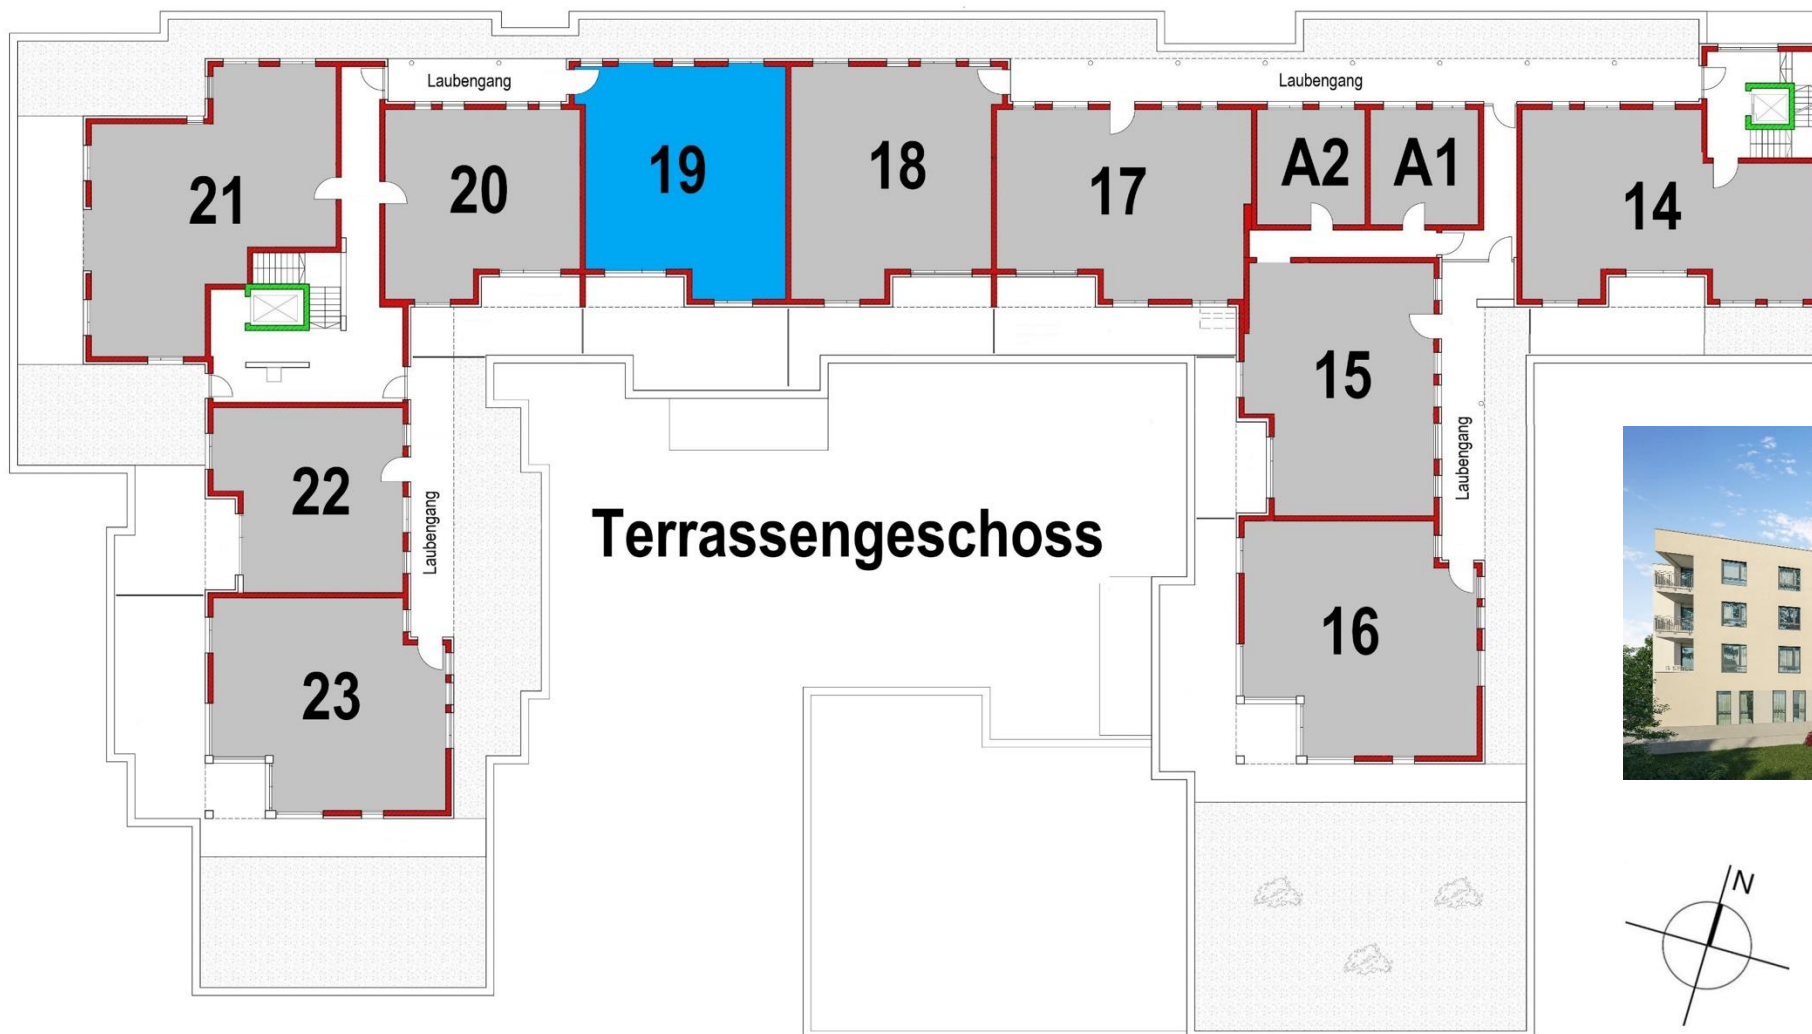 Laubengang
Laubengang
21
20
19
18
17
A2
A1
14
15
Laubengang
22
Laubengang
Terrassengeschoss
16
23
N